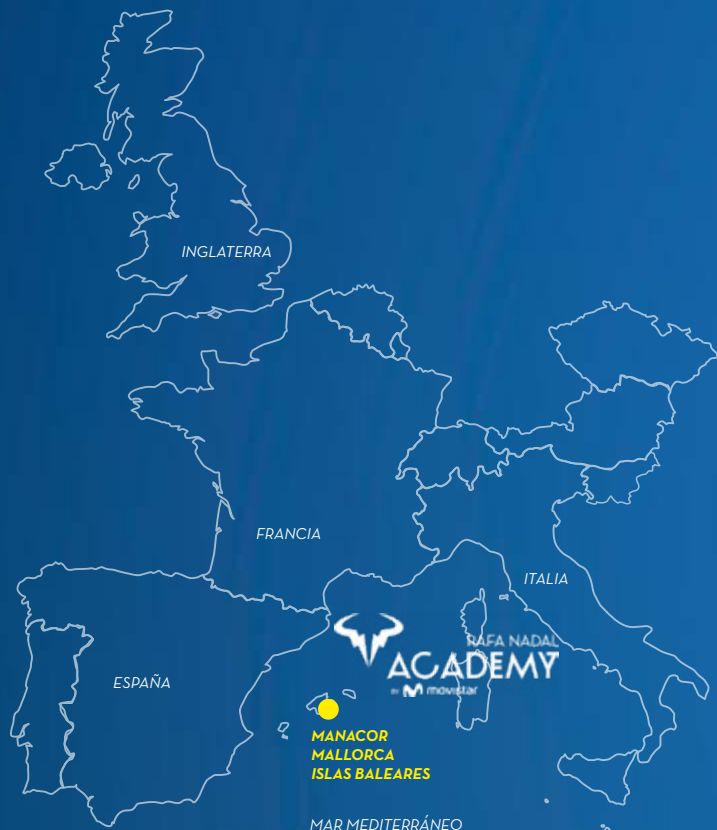 INGLATERRA
FRANCIA
ITALIA
RAFA NADAL
ACADEMY
BY movistar
ESPAÑA
MANACOR
MALLORCA
ISLAS BALEARES
MAR MEDITERRÁNEO